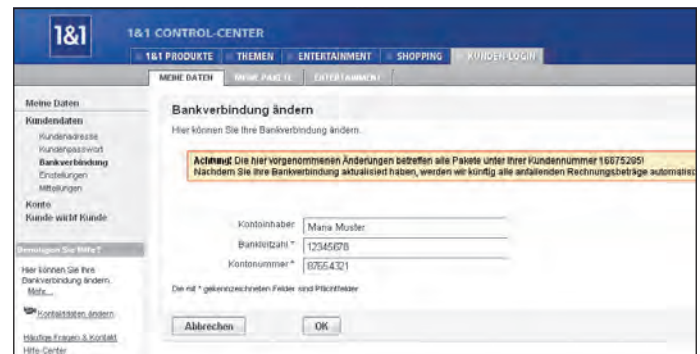 1&1
1&1 CONTROL-CENTER
1&1 PRODUKTE THEMEN ENTERTAINMENT SHOPPING KUNDEN-LOGIN
MEINE DATEN MEINE PAKETE ENTERTAINMENT
Meine Daten
Kundendaten
Kundenadresse
Kundenpasswort
Bankverbindung
Einstellungen
Mitteilungen
Konto
Kunde wirbt Kunde
Benötigen Sie Hilfe?
Hier können Sie Ihre
Bankverbindung ändern.
Mehr...
Kontaktdaten ändern
Häufige Fragen & Kontakt
Hilfe-Center
Bankverbindung ändern
Hier können Sie Ihre Bankverbindung ändern.
Achtung: Die hier vorgenommenen Änderungen betreffen alle Pakete unter Ihrer Kundennummer 16675295!
Nachdem Sie Ihre Bankverbindung aktualisiert haben, werden wir künftig alle anfallenden Rechnungsbeträge automatisc
Kontoinhaber Maria Muster
Bankleitzahl * 12345678
Kontonummer * 87654321
Die mit * gekennzeichneten Felder sind Pflichtfelder
Abbrechen OK